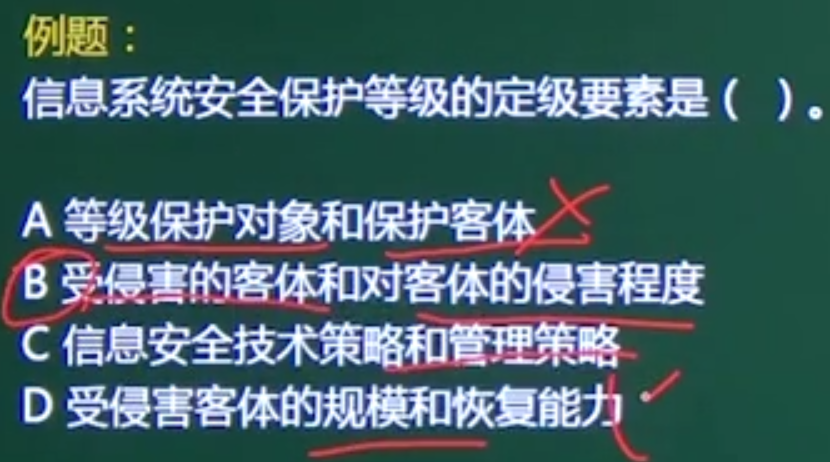 例题：
信息系统安全保护等级的定级要素是（ ）。
A 等级保护对象和保护客体
B 受侵害的客体和对客体的侵害程度
C 信息安全技术策略和管理策略
D 受侵害客体的规模和恢复能力